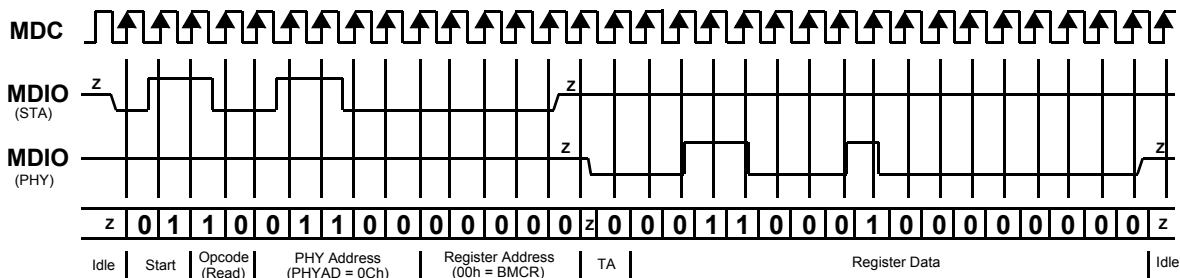 MDC
z z
MDIO
(STA)
z z
MDIO
(PHY)
z 0 1 1 0 0 1 1 0 0 0 0 0 0 0 z 0 0 0 1 1 0 0 0 1 0 0 0 0 0 0 0 0 z
Idle Start Opcode (Read) PHY Address (PHYAD = 0Ch) Register Address (00h = BMCR) TA Register Data Idle